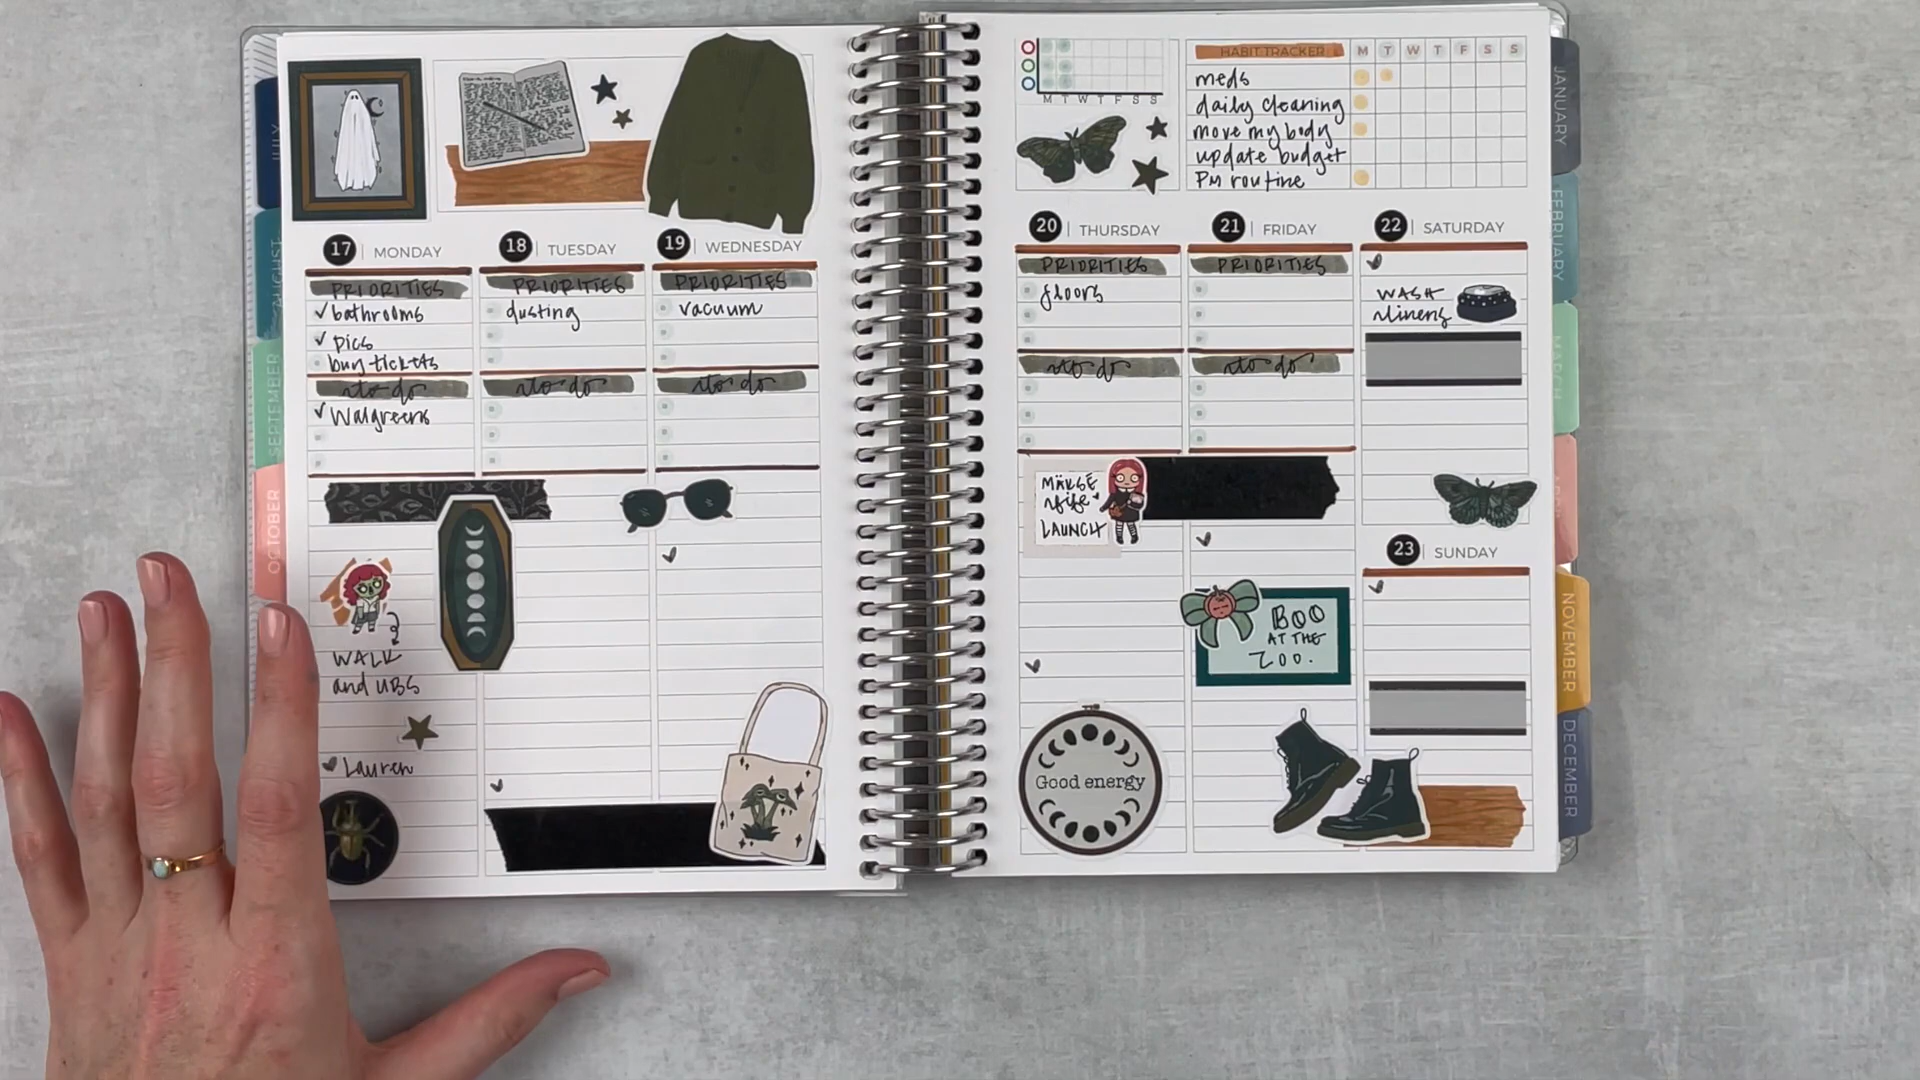 17 | MONDAY
PRIORITIES
bathrooms
pics
buy tickets
to do
Walgreens
WALK
and UBS
Lauren
18 | TUESDAY
PRIORITIES
dusting
to do
19 | WEDNESDAY
PRIORITIES
vacuum
to do
M T W T F S S
HABIT TRACKER M T W T F S S
meds
daily cleaning
move my body
update budget
PM routine
20 | THURSDAY
PRIORITIES
floors
to do
LAUNCH
Good energy
21 | FRIDAY
PRIORITIES
to do
BOO
AT THE
ZOO.
22 | SATURDAY
WASH
linens
23 | SUNDAY
JULY
AUGUST
SEPTEMBER
OCTOBER
JANUARY
FEBRUARY
MARCH
APRIL
NOVEMBER
DECEMBER